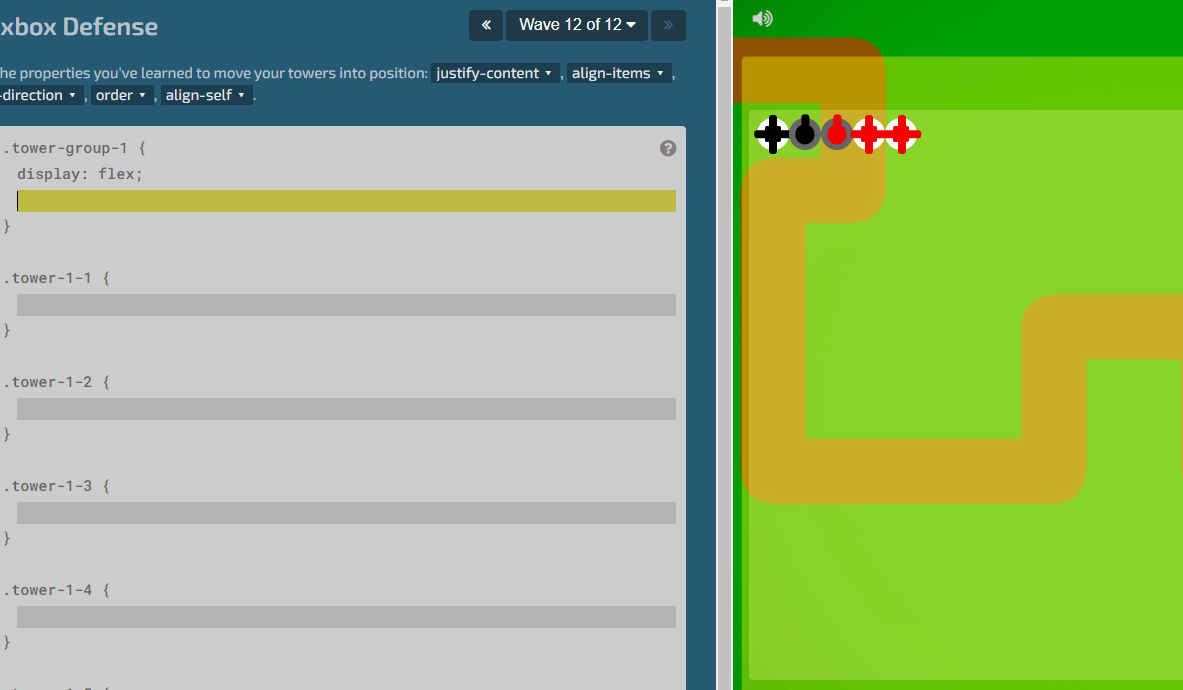 xbox Defense
« Wave 12 of 12 »
he properties you've learned to move your towers into position: justify-content , align-items ,
-direction , order , align-self .
.tower-group-1 {
?
display: flex;
}
.tower-1-1 {
}
.tower-1-2 {
}
.tower-1-3 {
}
.tower-1-4 {
}